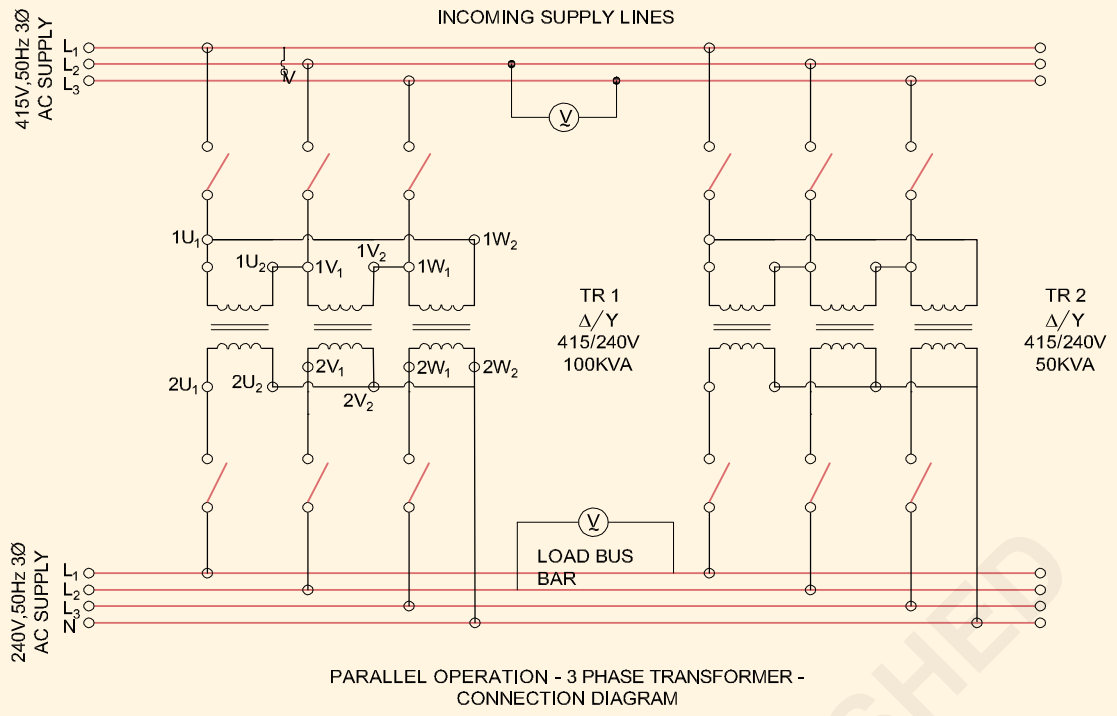 INCOMING SUPPLY LINES
415V,50Hz 3Ø
AC SUPPLY
L₁
L₂
L₃
V
V
1U₁
1W₂
1U₂
1V₁
1V₂
1W₁
TR 1
Δ/Y
415/240V
100KVA
TR 2
Δ/Y
415/240V
50KVA
2U₁
2U₂
2V₁
2V₂
2W₁
2W₂
V
LOAD BUS
BAR
240V,50Hz 3Ø
AC SUPPLY
L₁
L₂
L₃
N
SHED
PARALLEL OPERATION - 3 PHASE TRANSFORMER -
CONNECTION DIAGRAM